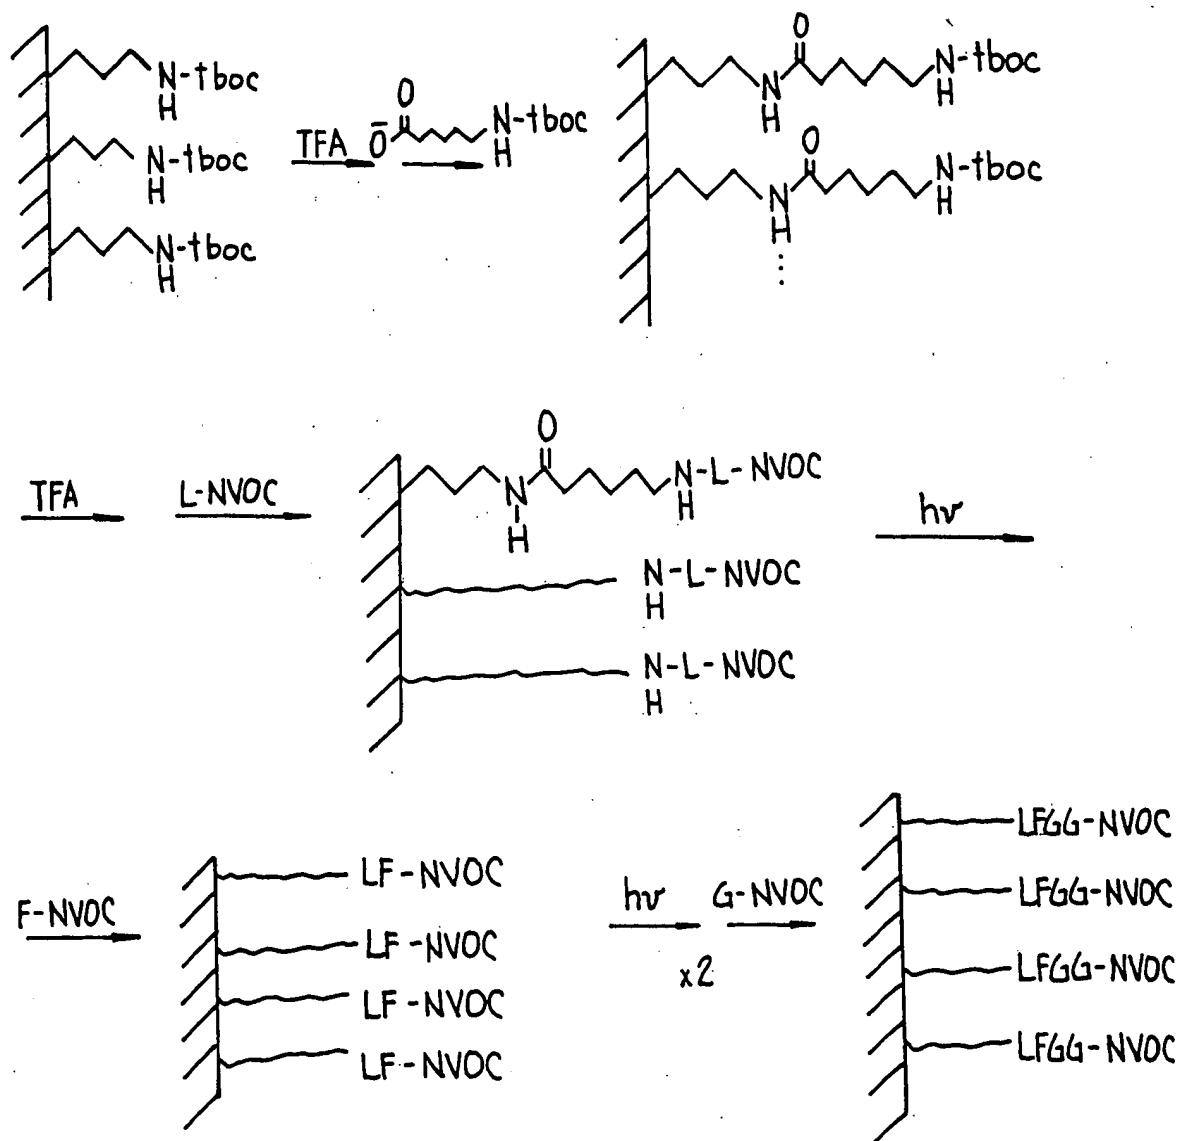 N-tboc
H
N-tboc
H
N-tboc
H
TFA
O
O
N-tboc
H
O
N
H
N-tboc
H
O
N
H
N-tboc
H
TFA
L-NVOC
O
N
H
N-L-NVOC
H
N-L-NVOC
H
N-L-NVOC
H
hν
F-NVOC
LF-NVOC
LF-NVOC
LF-NVOC
LF-NVOC
hν
x2
G-NVOC
LFGG-NVOC
LFGG-NVOC
LFGG-NVOC
LFGG-NVOC